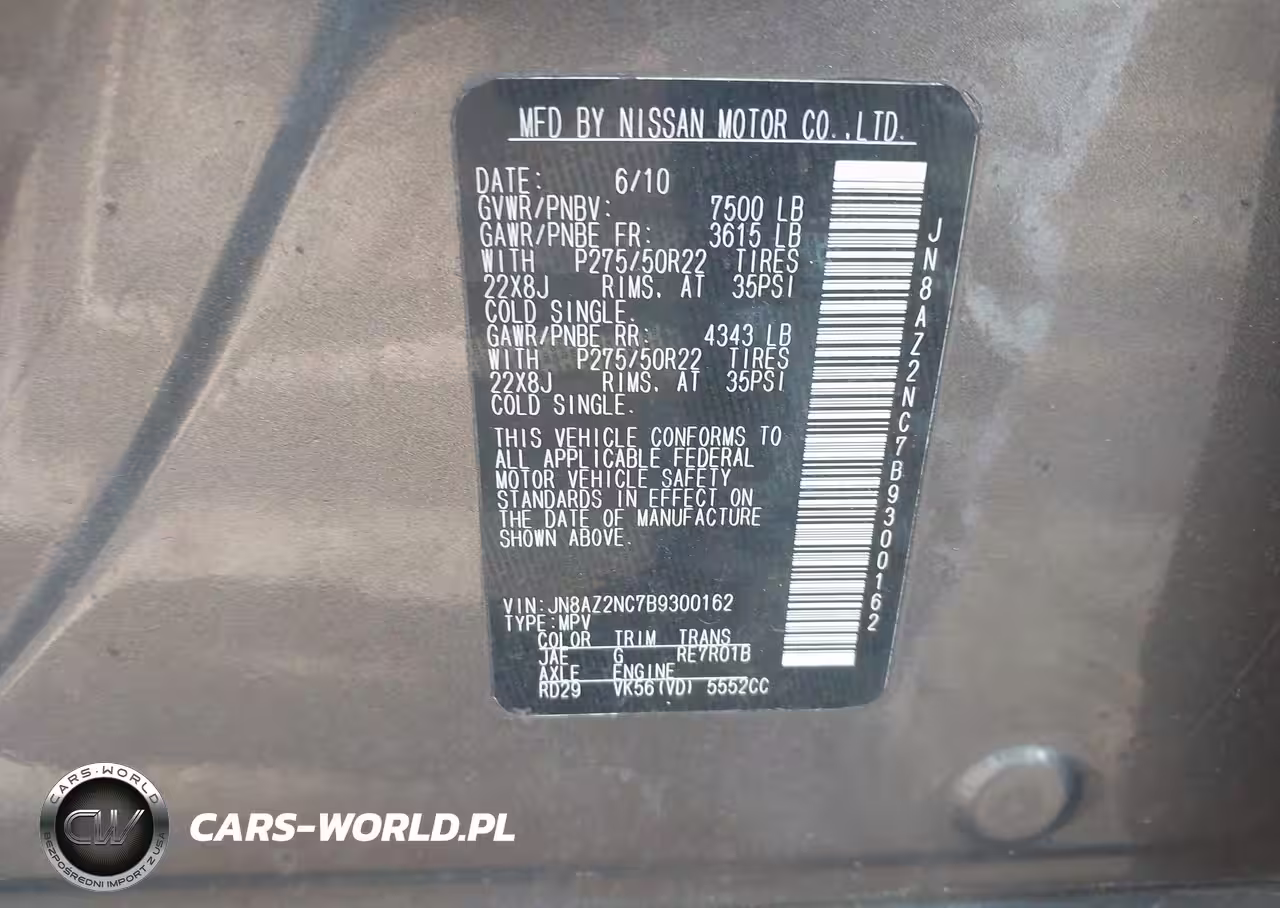 MFD BY NISSAN MOTOR CO.,LTD.
DATE: 6/10
GVWR/PNBV: 7500 LB
GAWR/PNBE FR: 3615 LB
WITH P275/50R22 TIRES
22X8J RIMS. AT 35PSI
COLD SINGLE.
GAWR/PNBE RR: 4343 LB
WITH P275/50R22 TIRES
22X8J RIMS. AT 35PSI
COLD SINGLE.
THIS VEHICLE CONFORMS TO
ALL APPLICABLE FEDERAL
MOTOR VEHICLE SAFETY
STANDARDS IN EFFECT ON
THE DATE OF MANUFACTURE
SHOWN ABOVE.
VIN:JN8AZ2NC7B9300162
TYPE:MPV
COLOR TRIM TRANS
JAE G RE7R01B
AXLE ENGINE
RD29 VK56(VD) 5552CC
JN8AZ2NC7B9300162
CARS-WORLD
CW
BEZPOŚREDNI IMPORT Z USA
CARS-WORLD.PL